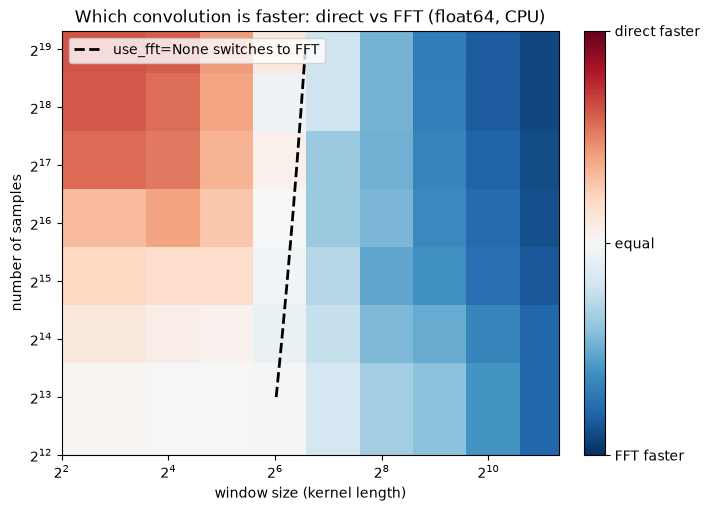 Which convolution is faster: direct vs FFT (float64, CPU)
use_fft=None switches to FFT
number of samples
2^19
2^18
2^17
2^16
2^15
2^14
2^13
2^12
2^2
2^4
2^6
2^8
2^10
window size (kernel length)
direct faster
equal
FFT faster